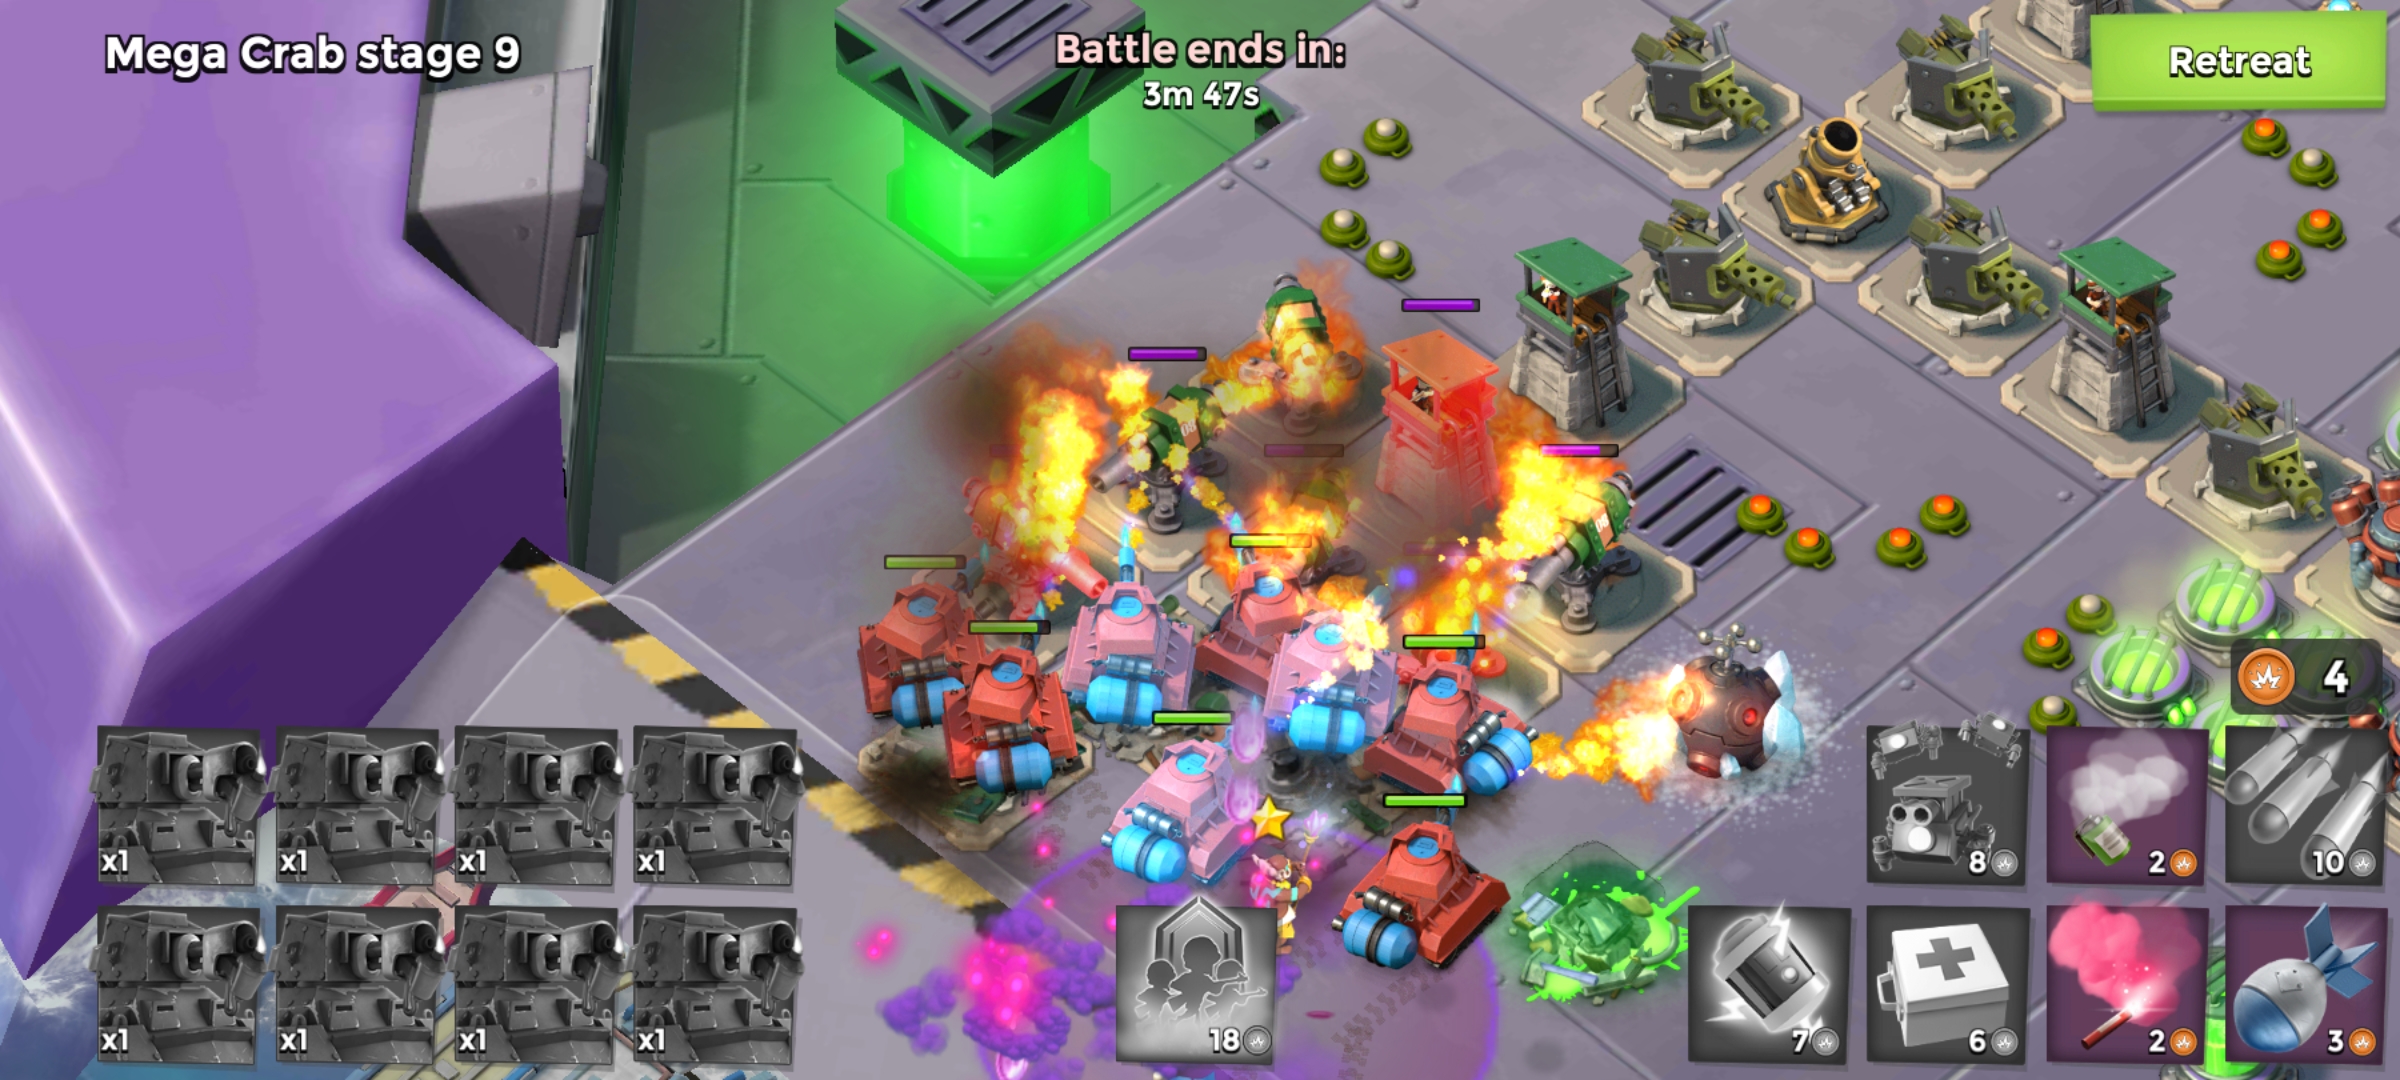 Mega Crab stage 9
Battle ends in:
3m 47s
Retreat
4
8
2
10
x1
x1
x1
x1
x1
x1
x1
x1
18
7
6
2
3